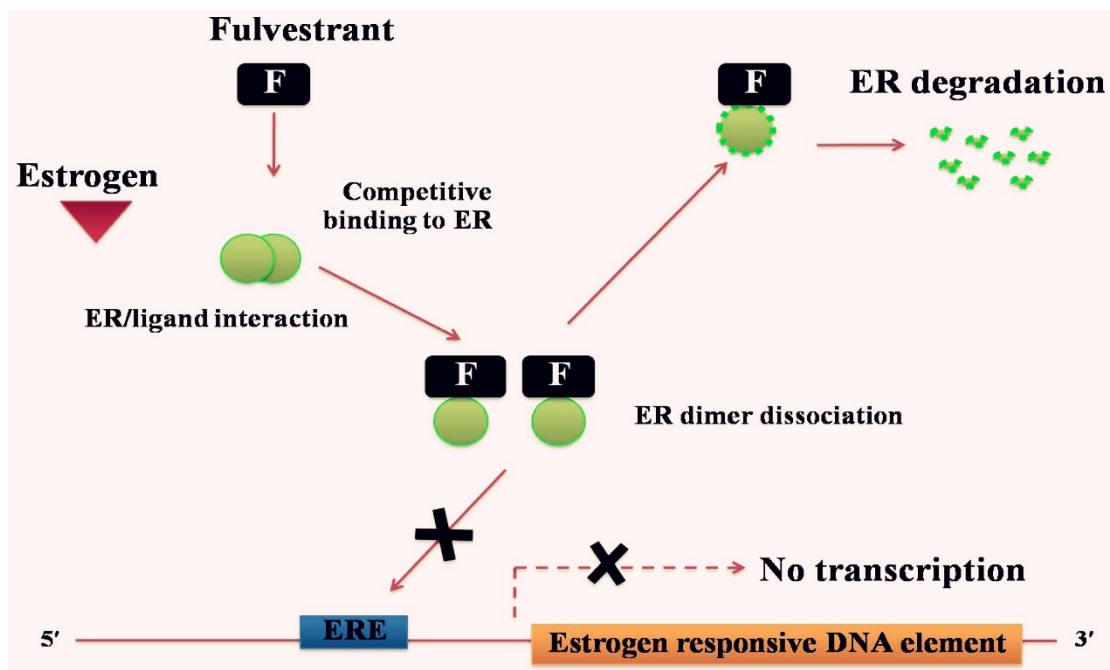 Fulvestrant
F
F
ER degradation
Estrogen
Competitive
binding to ER
ER/ligand interaction
F
F
ER dimer dissociation
No transcription
5′
ERE
Estrogen responsive DNA element
3′